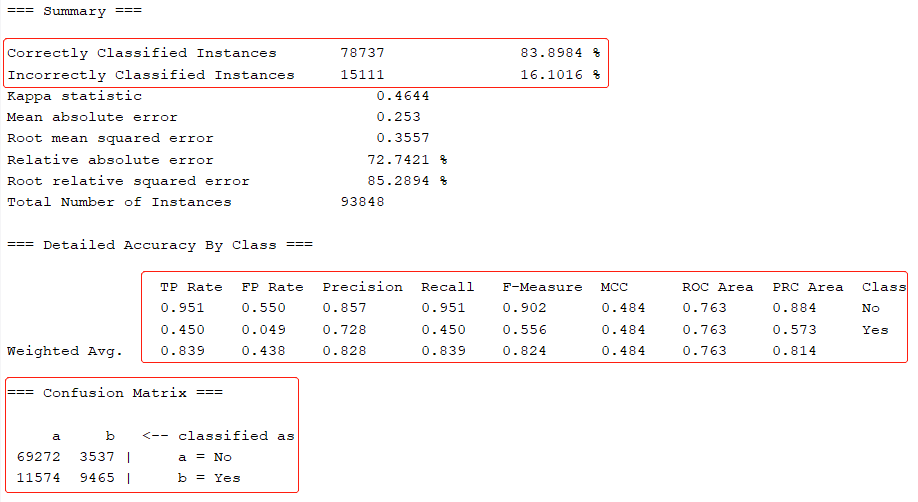 === Summary ===
Correctly Classified Instances 78737 83.8984 %
Incorrectly Classified Instances 15111 16.1016 %
Kappa statistic 0.4644
Mean absolute error 0.253
Root mean squared error 0.3557
Relative absolute error 72.7421 %
Root relative squared error 85.2894 %
Total Number of Instances 93848
=== Detailed Accuracy By Class ===
TP Rate FP Rate Precision Recall F-Measure MCC ROC Area PRC Area Class
0.951 0.550 0.857 0.951 0.902 0.484 0.763 0.884 No
0.450 0.049 0.728 0.450 0.556 0.484 0.763 0.573 Yes
Weighted Avg. 0.839 0.438 0.828 0.839 0.824 0.484 0.763 0.814
=== Confusion Matrix ===
a b <-- classified as
69272 3537 | a = No
11574 9465 | b = Yes